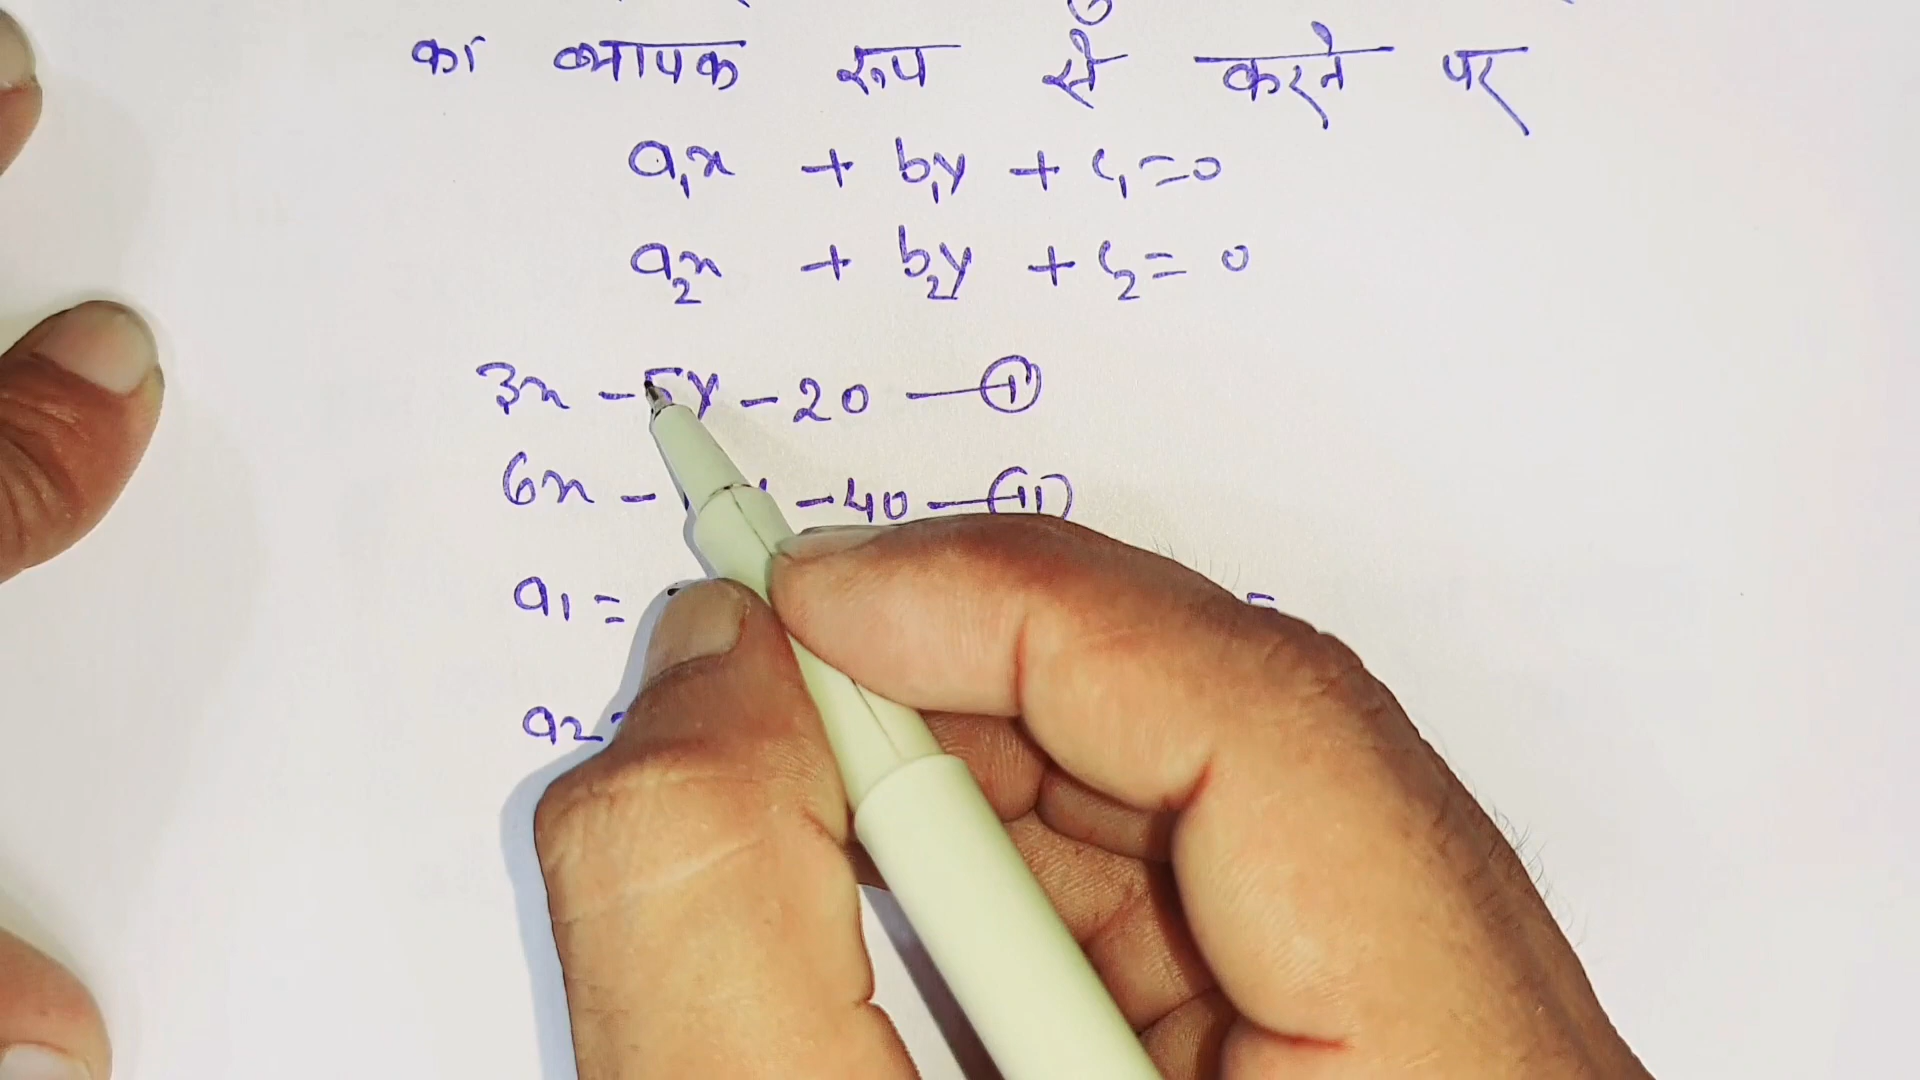 का व्यापक रूप से करने पर
a₁x + b₁y + c₁ = 0
a₂x + b₂y + c₂ = 0
3x - 5y - 20 — (i)
6x - - 40 — (ii)
a1 = =
a2 =